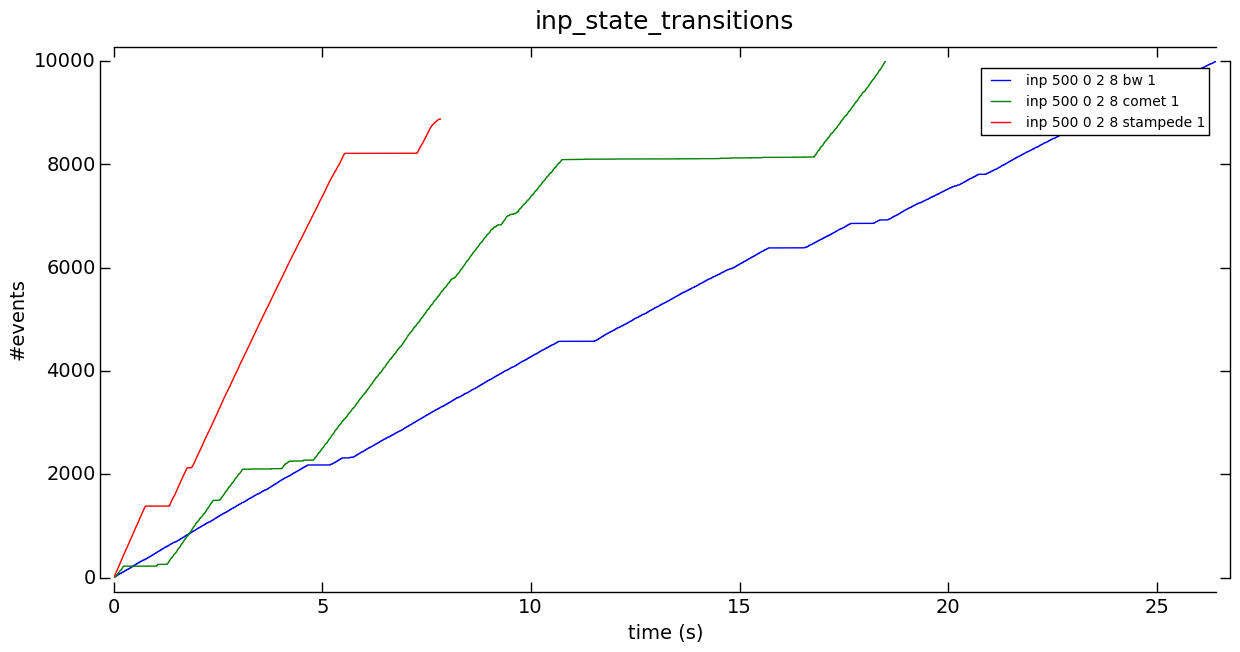 inp_state_transitions
10000
8000
6000
4000
2000
0
#events
inp 500 0 2 8 bw 1
inp 500 0 2 8 comet 1
inp 500 0 2 8 stampede 1
0 5 10 15 20 25
time (s)